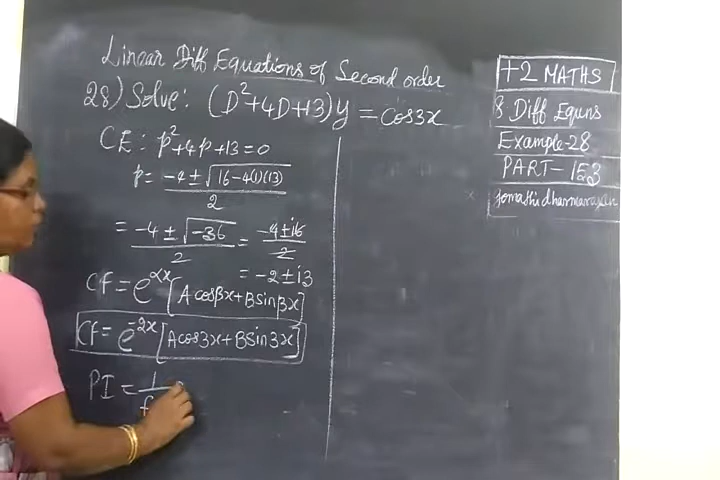 Linear Diff Equations of Second order
28) Solve: (D²+4D+13)y = cos3x
CE: p²+4p+13=0
p = -4 ± √16-4(1)(13) / 2
= -4 ± √-36 / 2 = -4 ± i6 / 2
= -2 ± i3
CF = e^αx [A cosβx + B sinβx]
CF = e^-2x [A cos3x + B sin3x]
PI = 1 / f
+2 MATHS
8 Diff Equns
Example-28
PART-153